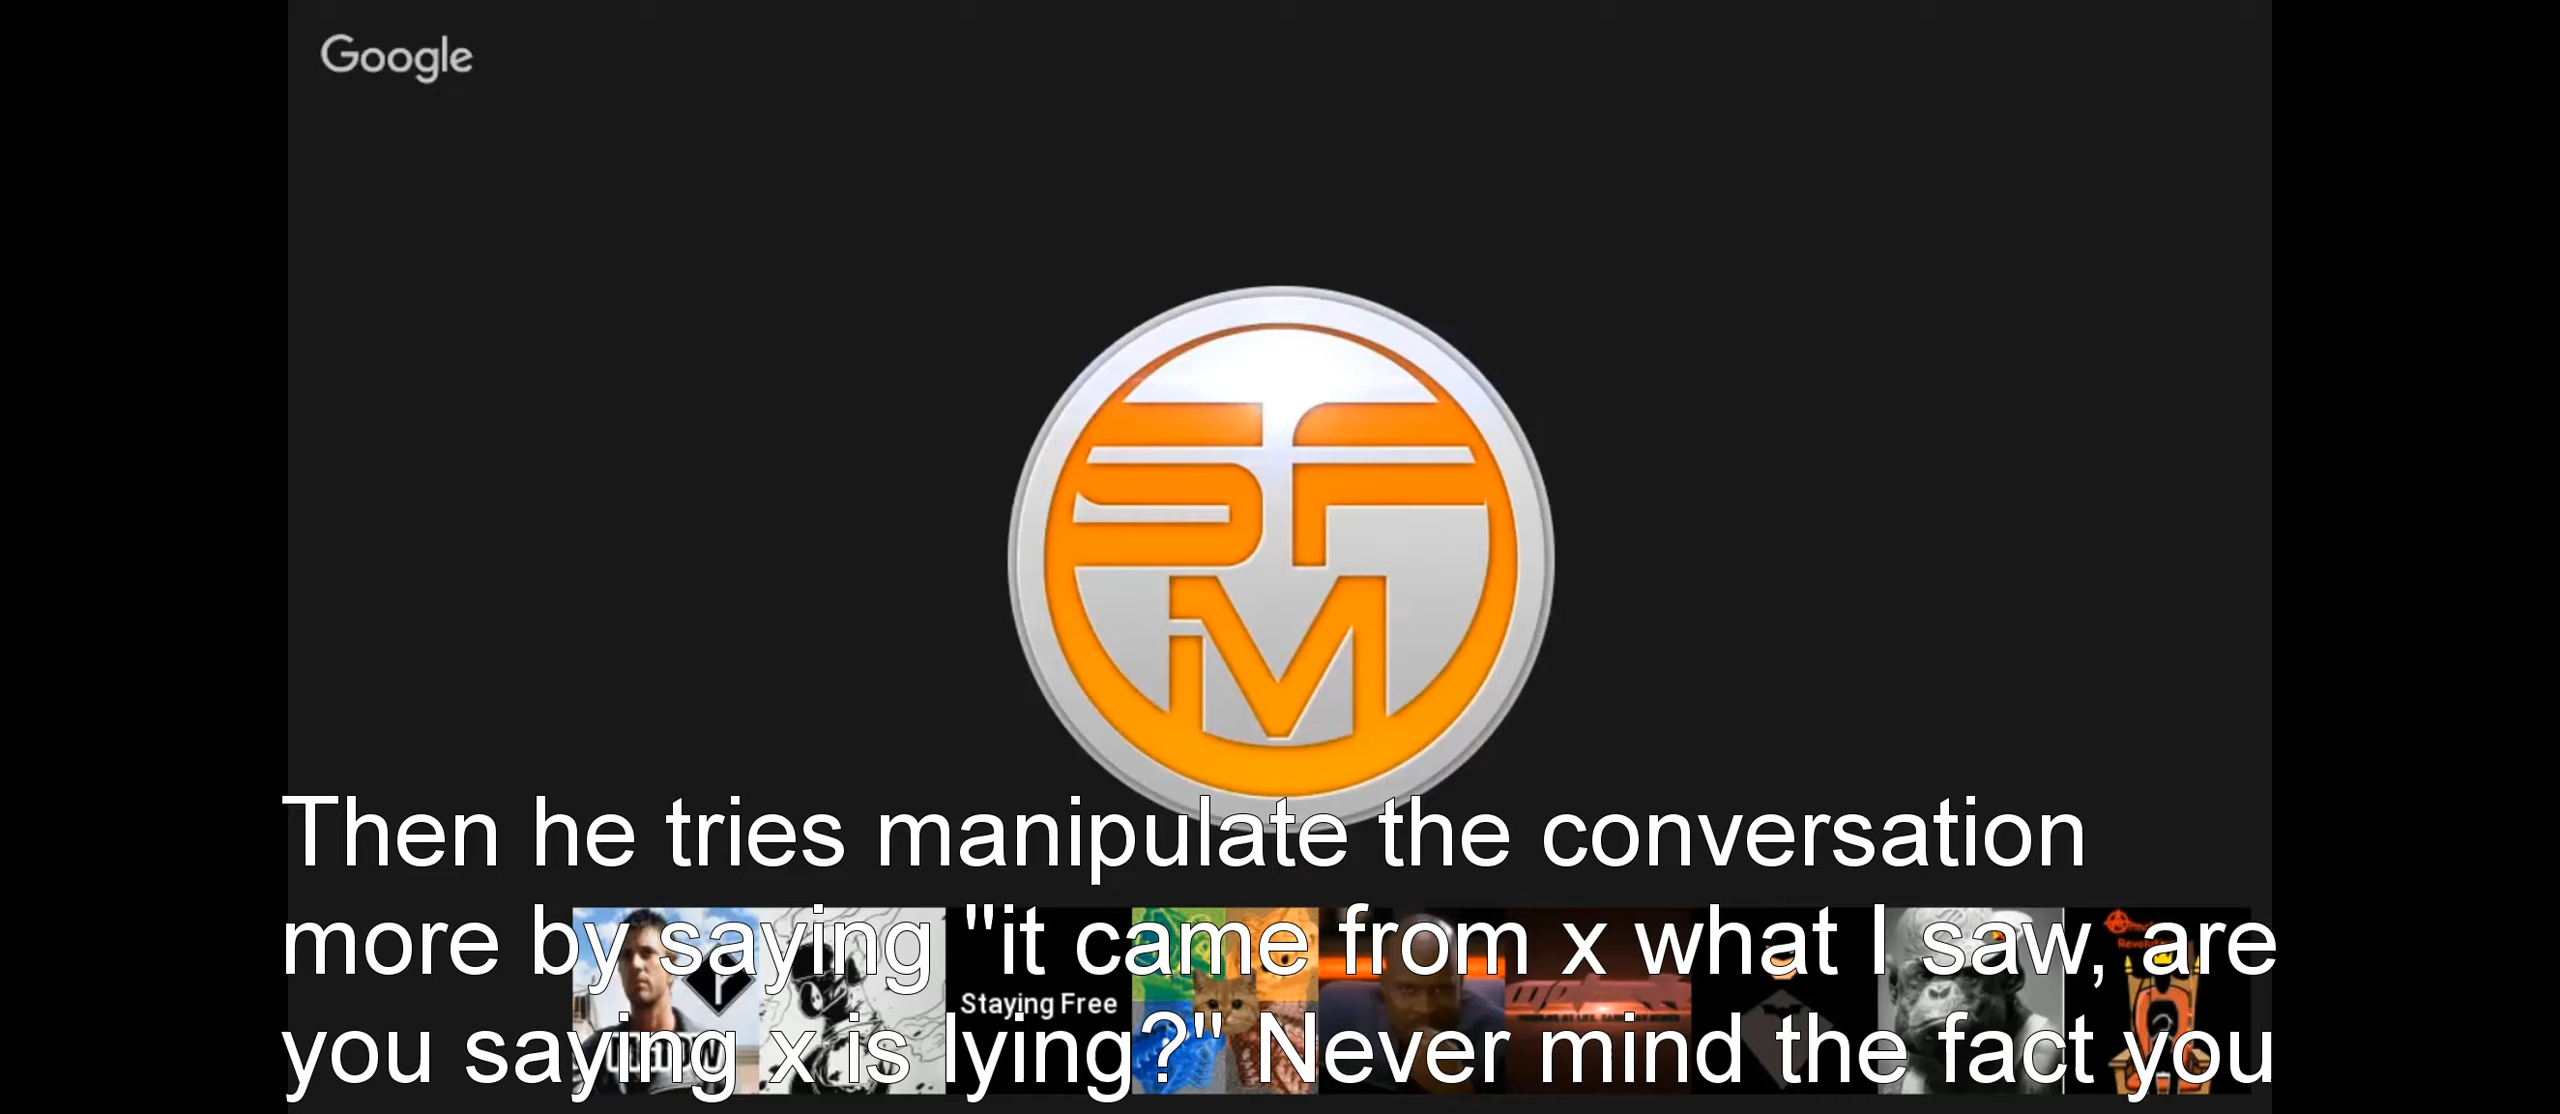 Google
SFM
Then he tries manipulate the conversation
more by saying "it came from x what I saw, are
Staying Free
you saying x is lying?" Never mind the fact you